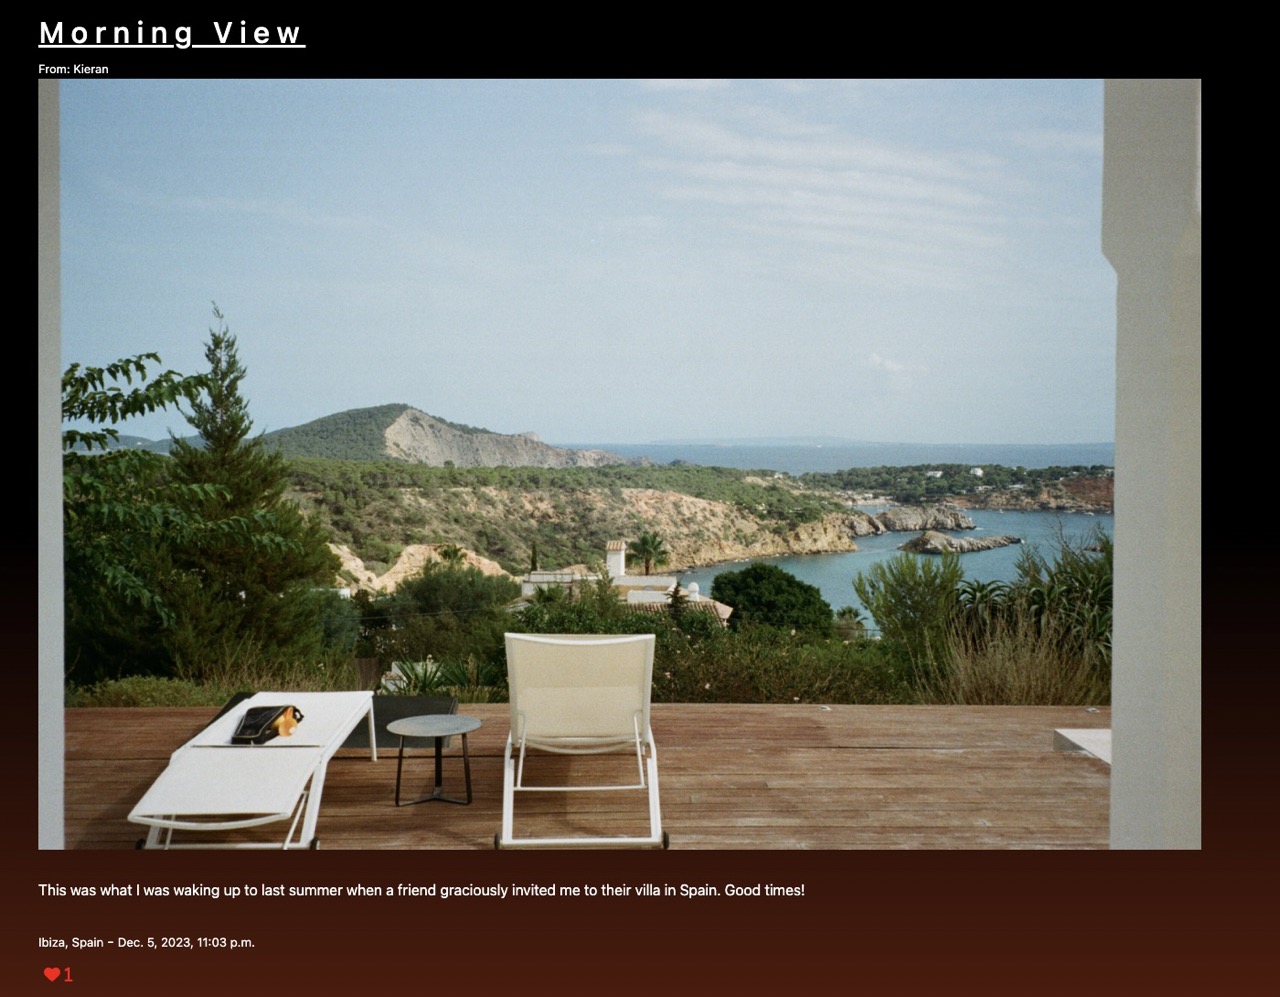 Morning View
From: Kieran
This was what I was waking up to last summer when a friend graciously invited me to their villa in Spain. Good times!
Ibiza, Spain - Dec. 5, 2023, 11:03 p.m.
1